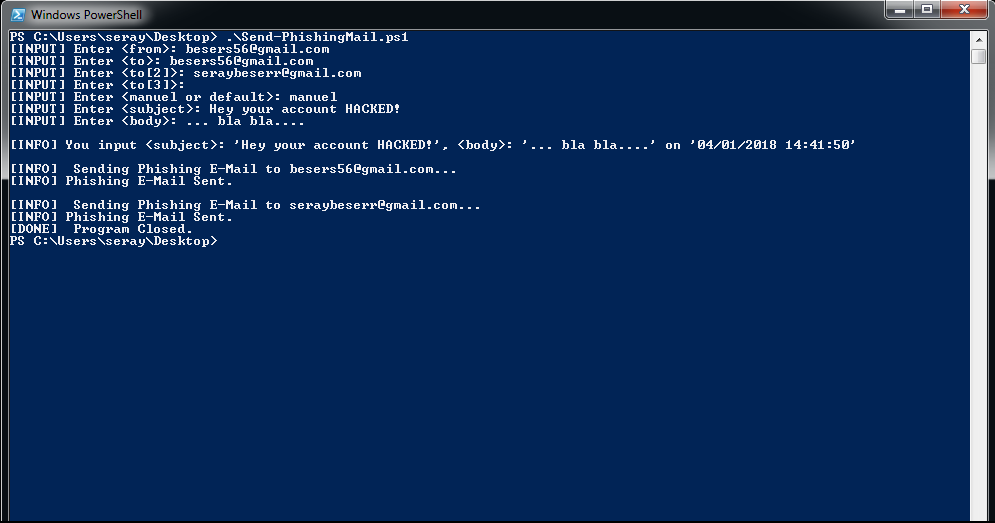 Windows PowerShell
PS C:\Users\seray\Desktop> .\Send-PhishingMail.ps1
[INPUT] Enter <from>: besers56@gmail.com
[INPUT] Enter <to>: besers56@gmail.com
[INPUT] Enter <to[2]>: seraybeserr@gmail.com
[INPUT] Enter <to[3]>:
[INPUT] Enter <manuel or default>: manuel
[INPUT] Enter <subject>: Hey your account HACKED!
[INPUT] Enter <body>: ... bla bla....
[INFO] You input <subject>: 'Hey your account HACKED!', <body>: '... bla bla....' on '04/01/2018 14:41:50'
[INFO]  Sending Phishing E-Mail to besers56@gmail.com...
[INFO] Phishing E-Mail Sent.
[INFO]  Sending Phishing E-Mail to seraybeserr@gmail.com...
[INFO] Phishing E-Mail Sent.
[DONE]  Program Closed.
PS C:\Users\seray\Desktop>